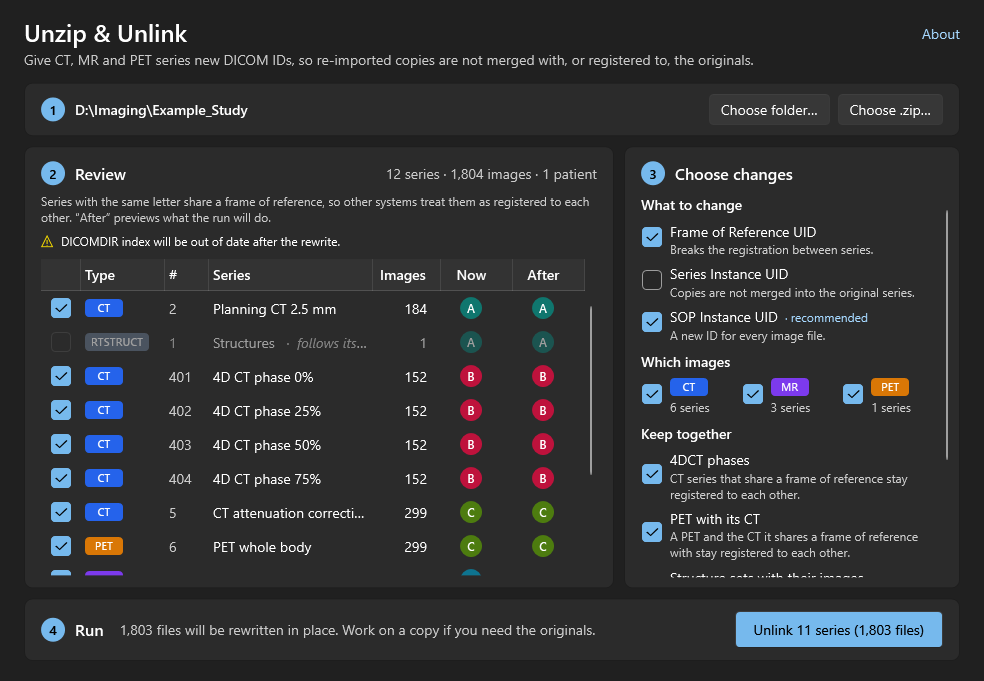 Unzip & Unlink
About
Give CT, MR and PET series new DICOM IDs, so re-imported copies are not merged with, or registered to, the originals.
1 D:\Imaging\Example_Study
Choose folder...
Choose .zip...
2 Review
12 series · 1,804 images · 1 patient
Series with the same letter share a frame of reference, so other systems treat them as registered to each
other. “After” previews what the run will do.
DICOMDIR index will be out of date after the rewrite.
Type # Series Images Now After
CT 2 Planning CT 2.5 mm 184 A A
RTSTRUCT 1 Structures · follows its... 1 A A
CT 401 4D CT phase 0% 152 B B
CT 402 4D CT phase 25% 152 B B
CT 403 4D CT phase 50% 152 B B
CT 404 4D CT phase 75% 152 B B
CT 5 CT attenuation correcti... 299 C C
PET 6 PET whole body 299 C C
3 Choose changes
What to change
Frame of Reference UID
Breaks the registration between series.
Series Instance UID
Copies are not merged into the original series.
SOP Instance UID · recommended
A new ID for every image file.
Which images
CT MR PET
6 series 3 series 1 series
Keep together
4DCT phases
CT series that share a frame of reference stay
registered to each other.
PET with its CT
A PET and the CT it shares a frame of reference
with stay registered to each other.
Structure sets with their images
4 Run
1,803 files will be rewritten in place. Work on a copy if you need the originals.
Unlink 11 series (1,803 files)